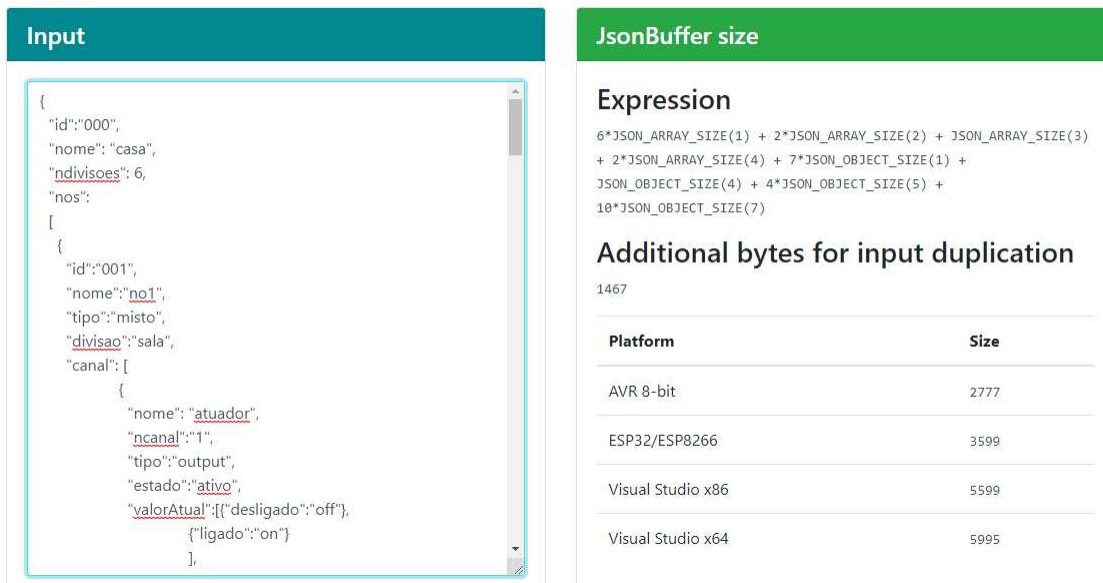 Input
{
"id":"000",
"nome": "casa",
"ndivisoes": 6,
"nos":
[
{
"id":"001",
"nome":"no1",
"tipo":"misto",
"divisao":"sala",
"canal": [
{
"nome": "atuador",
"ncanal":"1",
"tipo":"output",
"estado":"ativo",
"valorAtual":[{"desligado":"off"},
{"ligado":"on"}
],
JsonBuffer size
Expression
6*JSON_ARRAY_SIZE(1) + 2*JSON_ARRAY_SIZE(2) + JSON_ARRAY_SIZE(3)
+ 2*JSON_ARRAY_SIZE(4) + 7*JSON_OBJECT_SIZE(1) +
JSON_OBJECT_SIZE(4) + 4*JSON_OBJECT_SIZE(5) +
10*JSON_OBJECT_SIZE(7)
Additional bytes for input duplication
1467
Platform Size
AVR 8-bit 2777
ESP32/ESP8266 3599
Visual Studio x86 5599
Visual Studio x64 5995